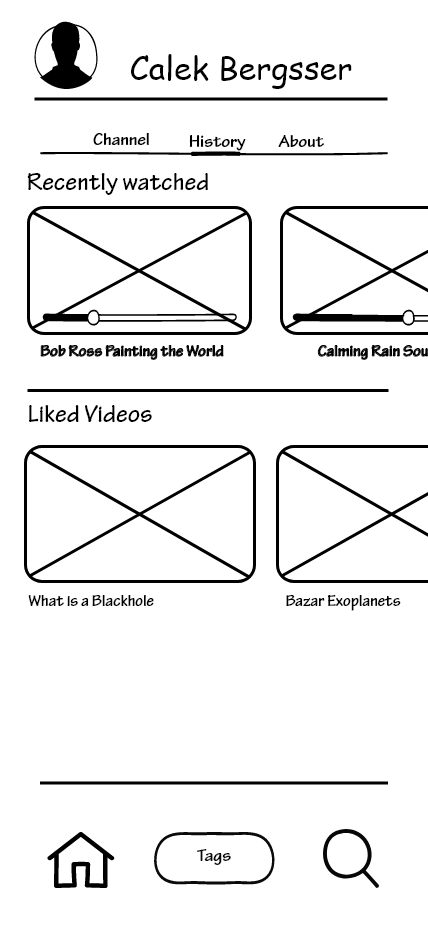 Calek Bergsser
Channel History About
Recently watched
Bob Ross Painting the World Calming Rain Sou
Liked Videos
What Is a Blackhole Bazar Exoplanets
Tags